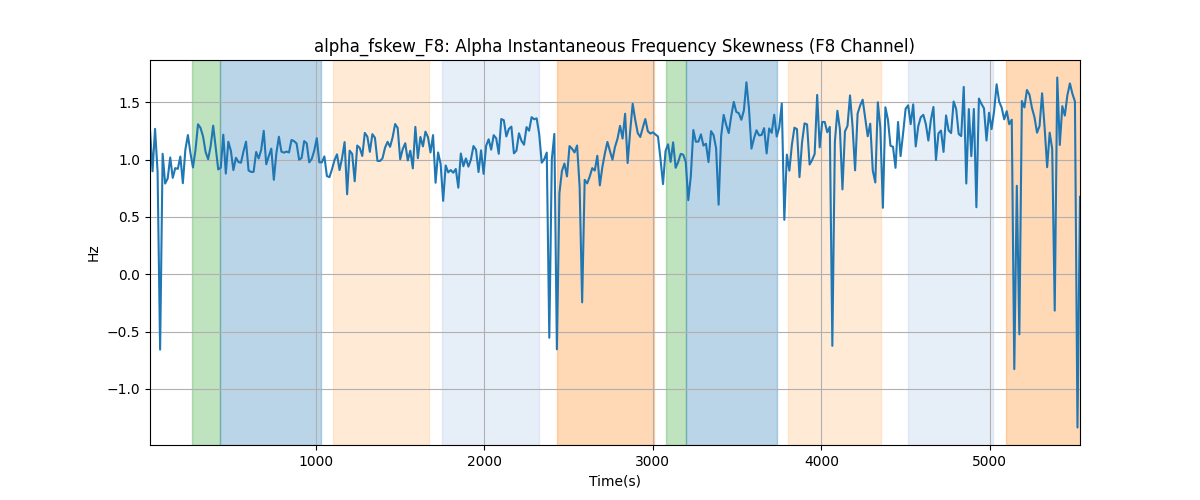 alpha_fskew_F8: Alpha Instantaneous Frequency Skewness (F8 Channel)
1.5
1.0
0.5
0.0
−0.5
−1.0
Hz
1000 2000 3000 4000 5000
Time(s)